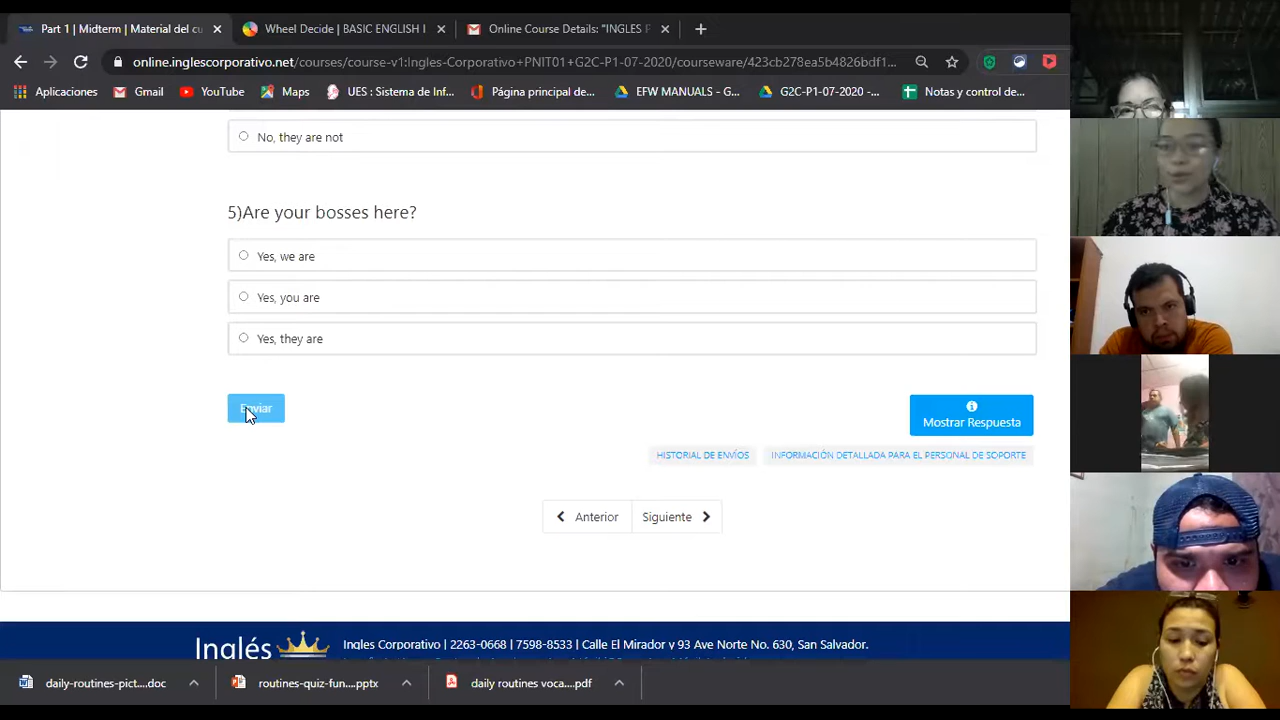 Part 1 | Midterm | Material del cu
Wheel Decide | BASIC ENGLISH I
Online Course Details: "INGLES F
online.inglescorporativo.net/courses/course-v1:Ingles-Corporativo+PNIT01+G2C-P1-07-2020/courseware/423cb278ea5b4826bdf1...
Aplicaciones
Gmail
YouTube
Maps
UES : Sistema de Inf...
Página principal de...
EFW MANUALS - G...
G2C-P1-07-2020 -...
Notas y control de...
No, they are not
5)Are your bosses here?
Yes, we are
Yes, you are
Yes, they are
Enviar
Mostrar Respuesta
HISTORIAL DE ENVÍOS
INFORMACIÓN DETALLADA PARA EL PERSONAL DE SOPORTE
Anterior
Siguiente
Inglés
Ingles Corporativo | 2263-0668 | 7598-8533 | Calle El Mirador y 93 Ave Norte No. 630, San Salvador.
daily-routines-pict....doc
routines-quiz-fun....pptx
daily routines voca....pdf